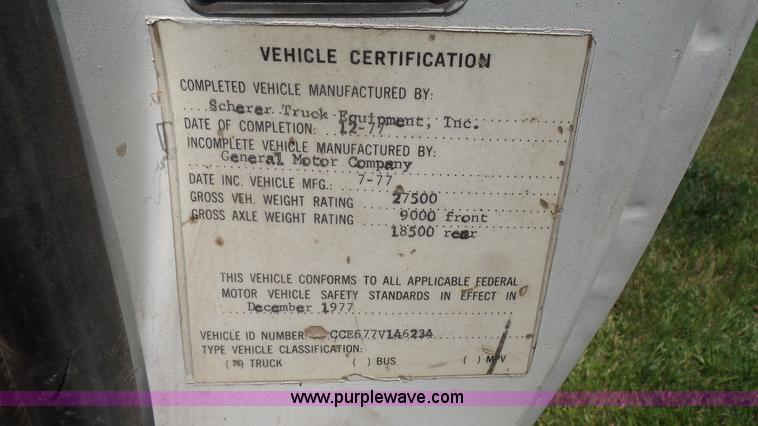 VEHICLE CERTIFICATION
COMPLETED VEHICLE MANUFACTURED BY:
Scherer Truck Equipment, Inc.
DATE OF COMPLETION: 12-77
INCOMPLETE VEHICLE MANUFACTURED BY:
General Motor Company
DATE INC. VEHICLE MFG.: 7-77
GROSS VEH. WEIGHT RATING 27500
GROSS AXLE WEIGHT RATING 9000 front
18500 rear
THIS VEHICLE CONFORMS TO ALL APPLICABLE FEDERAL
MOTOR VEHICLE SAFETY STANDARDS IN EFFECT IN
December 1977
VEHICLE ID NUMBER: CCE677V146234
TYPE VEHICLE CLASSIFICATION:
(X) TRUCK ( ) BUS ( ) MPV
www.purplewave.com